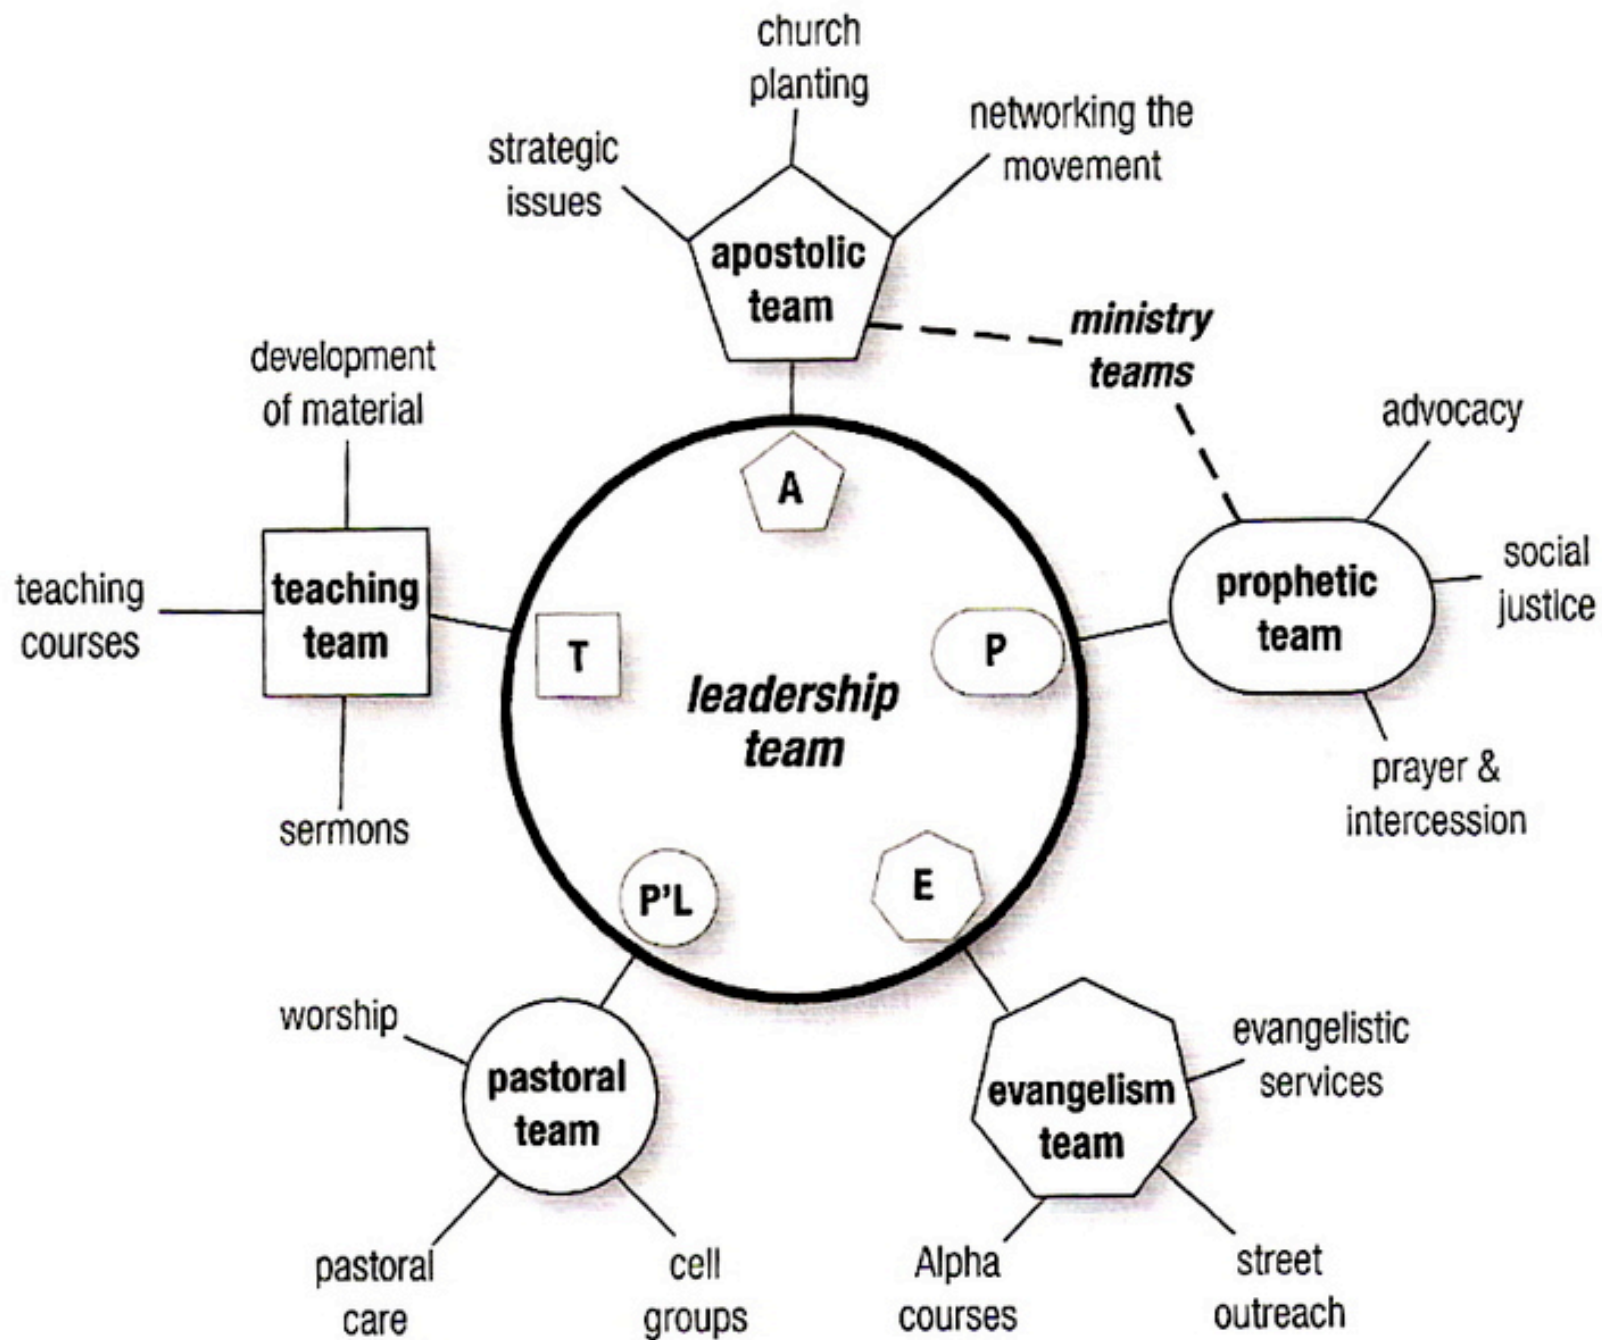 church
planting
networking the
movement
strategic
issues
apostolic
team
ministry
teams
development
of material
advocacy
A
teaching
courses
teaching
team
T
leadership
team
P
prophetic
team
social
justice
sermons
prayer &
intercession
P'L
E
worship
pastoral
team
evangelism
team
evangelistic
services
pastoral
care
cell
groups
Alpha
courses
street
outreach